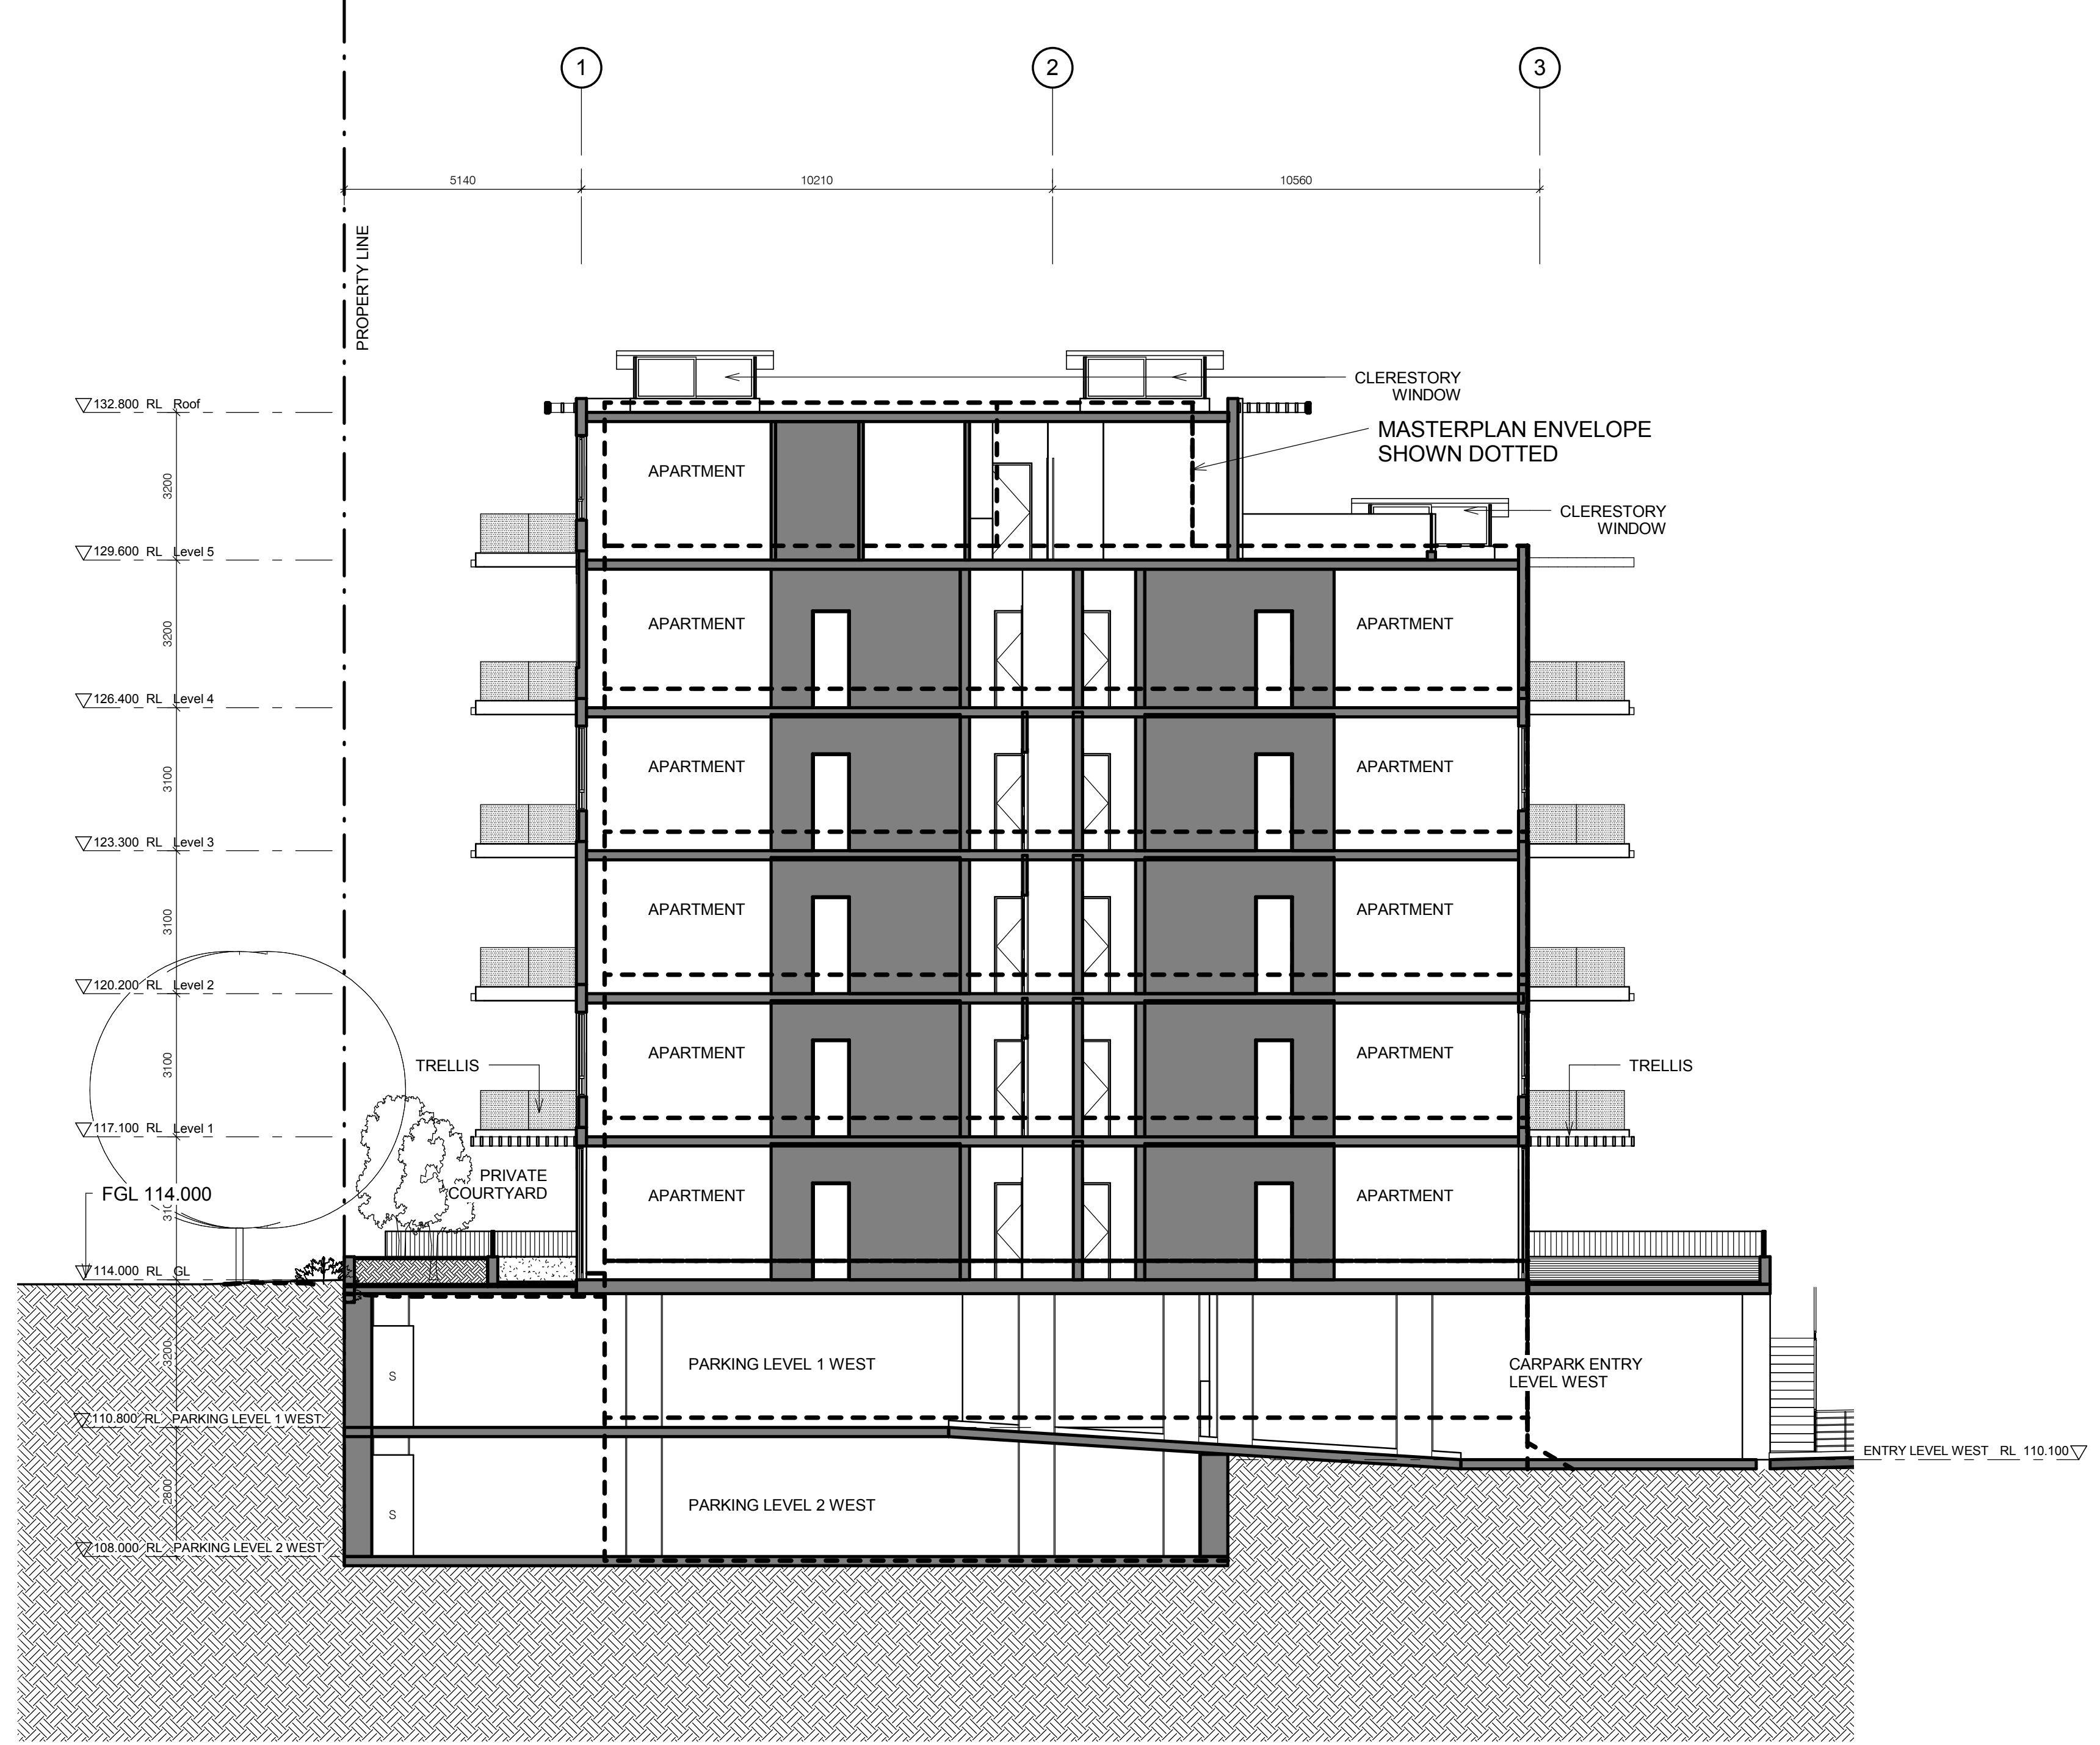 1
2
3
5140
10210
10560
PROPERTY LINE
CLERESTORY
WINDOW
132.800 RL Roof
MASTERPLAN ENVELOPE
SHOWN DOTTED
APARTMENT
3200
CLERESTORY
WINDOW
129.600 RL Level 5
3200
APARTMENT
APARTMENT
126.400 RL Level 4
3100
APARTMENT
APARTMENT
123.300 RL Level 3
3100
APARTMENT
APARTMENT
120.200 RL Level 2
3100
APARTMENT
APARTMENT
TRELLIS
TRELLIS
117.100 RL Level 1
PRIVATE
COURTYARD
APARTMENT
APARTMENT
FGL 114.000
3100
114.000 RL GL
3200
PARKING LEVEL 1 WEST
CARPARK ENTRY
LEVEL WEST
S
110.800 RL PARKING LEVEL 1 WEST
ENTRY LEVEL WEST RL 110.100
2800
PARKING LEVEL 2 WEST
S
108.000 RL PARKING LEVEL 2 WEST